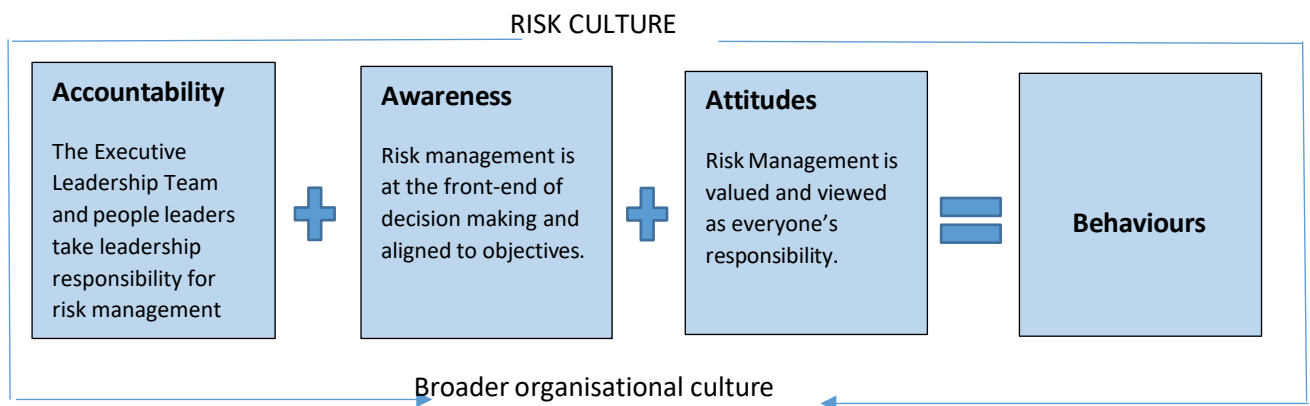 RISK CULTURE
Accountability
The Executive
Leadership Team
and people leaders
take leadership
responsibility for
risk management
Awareness
Risk management is
at the front-end of
decision making and
aligned to objectives.
Attitudes
Risk Management is
valued and viewed
as everyone’s
responsibility.
Behaviours
Broader organisational culture